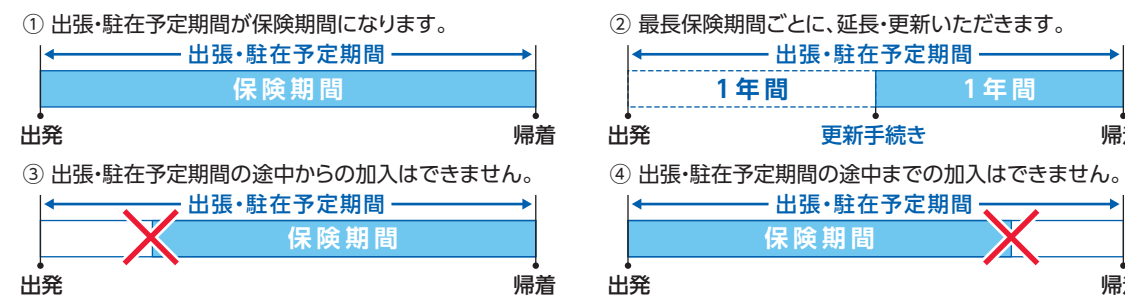 ① 出張・駐在予定期間が保険期間になります。
出張・駐在予定期間
保険期間
出発 帰着
② 最長保険期間ごとに、延長・更新いただきます。
出張・駐在予定期間
1年間 1年間
出発 更新手続き 帰
③ 出張・駐在予定期間の途中からの加入はできません。
出張・駐在予定期間
保険期間
出発 帰着
④ 出張・駐在予定期間の途中までの加入はできません。
出張・駐在予定期間
保険期間
出発 帰